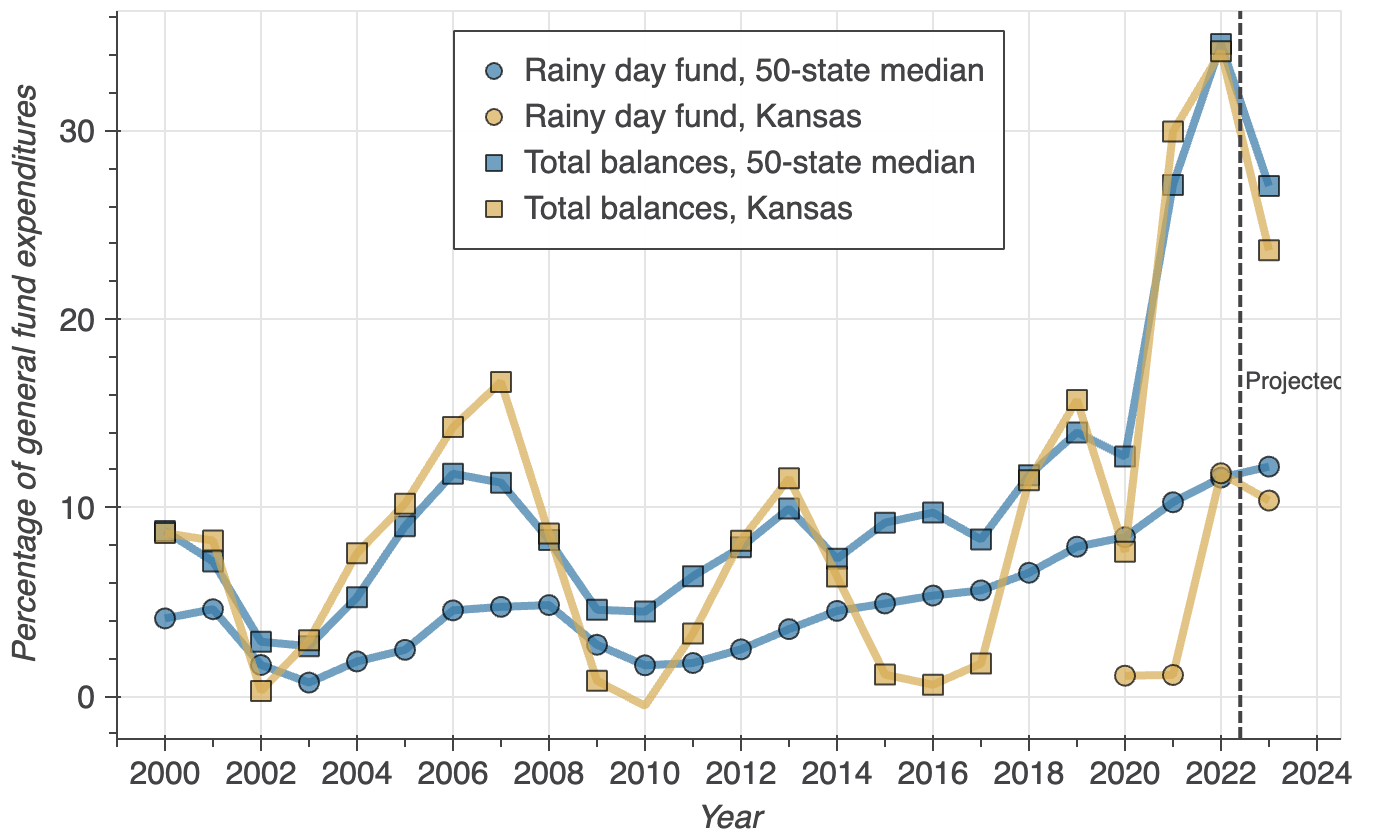 Rainy day fund, 50-state median
Rainy day fund, Kansas
Total balances, 50-state median
Total balances, Kansas
Percentage of general fund expenditures
30
20
10
0
Projected
2000 2002 2004 2006 2008 2010 2012 2014 2016 2018 2020 2022 2024
Year